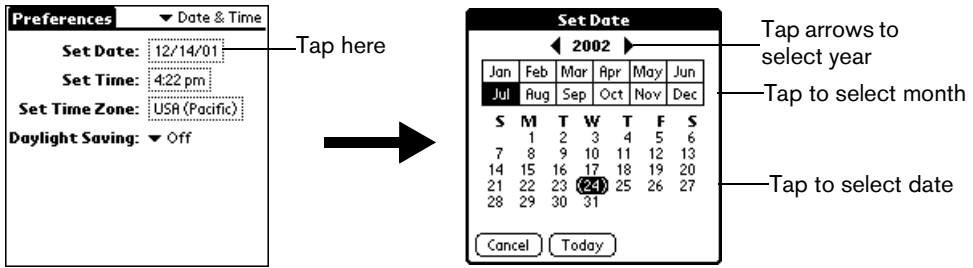 Preferences ▼ Date & Time
Set Date: 12/14/01
Tap here
Set Time: 4:22 pm
Set Time Zone: USA (Pacific)
Daylight Saving: ▼ Off
Set Date
◀ 2002 ▶
Tap arrows to
select year
Jan Feb Mar Apr May Jun
Jul Aug Sep Oct Nov Dec
Tap to select month
S M T W T F S
1 2 3 4 5 6
7 8 9 10 11 12 13
14 15 16 17 18 19 20
21 22 23 24 25 26 27
Tap to select date
28 29 30 31
Cancel Today